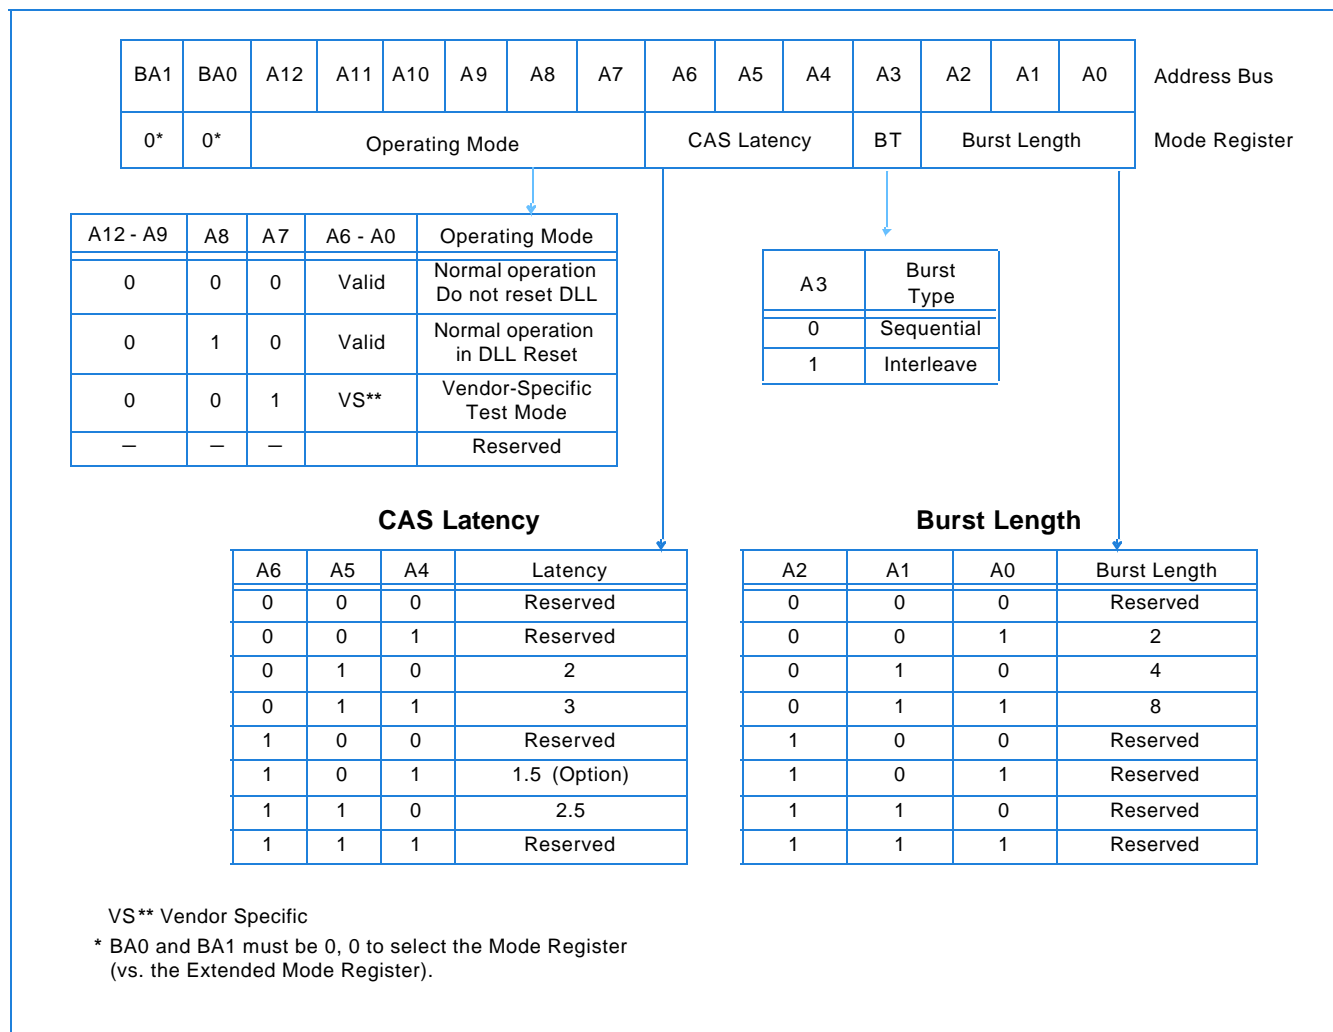 BA1 BA0 A12 A11 A10 A9 A8 A7 A6 A5 A4 A3 A2 A1 A0 Address Bus
0* 0* Operating Mode CAS Latency BT Burst Length Mode Register
A12 - A9 A8 A7 A6 - A0 Operating Mode
0 0 0 Valid Normal operation
Do not reset DLL
0 1 0 Valid Normal operation
in DLL Reset
0 0 1 VS** Vendor-Specific
Test Mode
— — — Reserved
A3 Burst
Type
0 Sequential
1 Interleave
CAS Latency
A6 A5 A4 Latency
0 0 0 Reserved
0 0 1 Reserved
0 1 0 2
0 1 1 3
1 0 0 Reserved
1 0 1 1.5 (Option)
1 1 0 2.5
1 1 1 Reserved
Burst Length
A2 A1 A0 Burst Length
0 0 0 Reserved
0 0 1 2
0 1 0 4
0 1 1 8
1 0 0 Reserved
1 0 1 Reserved
1 1 0 Reserved
1 1 1 Reserved
VS** Vendor Specific
* BA0 and BA1 must be 0, 0 to select the Mode Register
(vs. the Extended Mode Register).